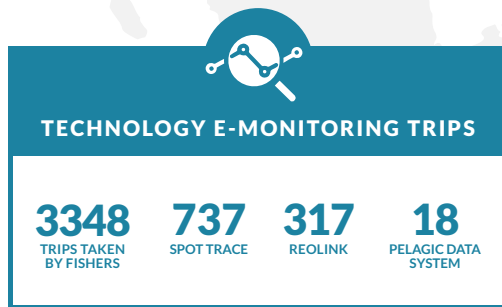 TECHNOLOGY E-MONITORING TRIPS
3348
TRIPS TAKEN
BY FISHERS
737
SPOT TRACE
317
REOLINK
18
PELAGIC DATA
SYSTEM